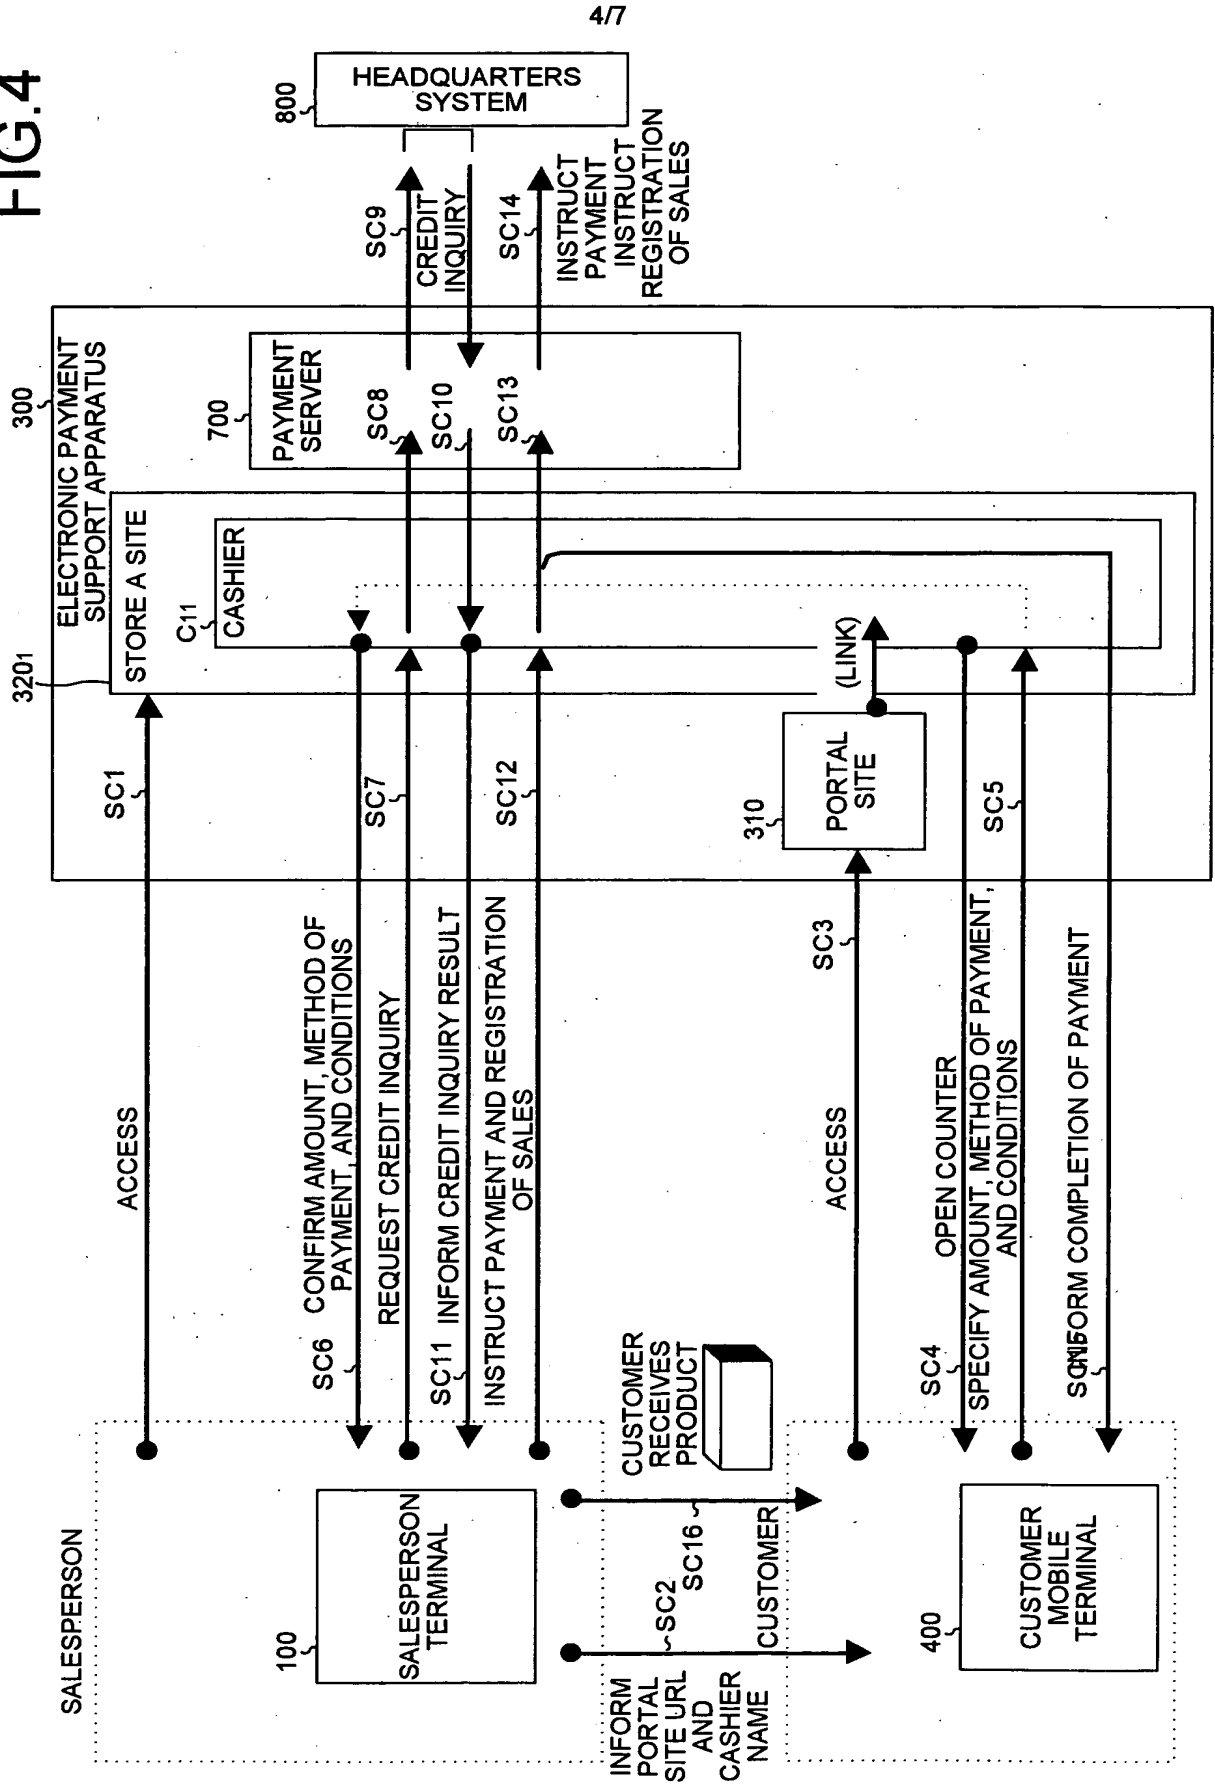 4/7
FIG.4
300
ELECTRONIC PAYMENT
SUPPORT APPARATUS
3201
STORE A SITE
C11
CASHIER
700
PAYMENT
SERVER
800
HEADQUARTERS
SYSTEM
SALESPERSON
ACCESS
SC1
CONFIRM AMOUNT, METHOD OF
PAYMENT, AND CONDITIONS
SC6
REQUEST CREDIT INQUIRY
SC7
SC8
SC9
CREDIT
INQUIRY
SC10
SC11
INFORM CREDIT INQUIRY RESULT
INSTRUCT PAYMENT AND REGISTRATION
OF SALES
SC12
SC13
SC14
INSTRUCT
PAYMENT
INSTRUCT
REGISTRATION
OF SALES
100
SALESPERSON
TERMINAL
INFORM
PORTAL
SITE URL
AND
CASHIER
NAME
SC2
SC16
CUSTOMER
RECEIVES
PRODUCT
CUSTOMER
310
PORTAL
SITE
(LINK)
ACCESS
SC3
SC4
OPEN COUNTER
SPECIFY AMOUNT, METHOD OF PAYMENT,
AND CONDITIONS
SC5
INFORM COMPLETION OF PAYMENT
400
CUSTOMER
MOBILE
TERMINAL